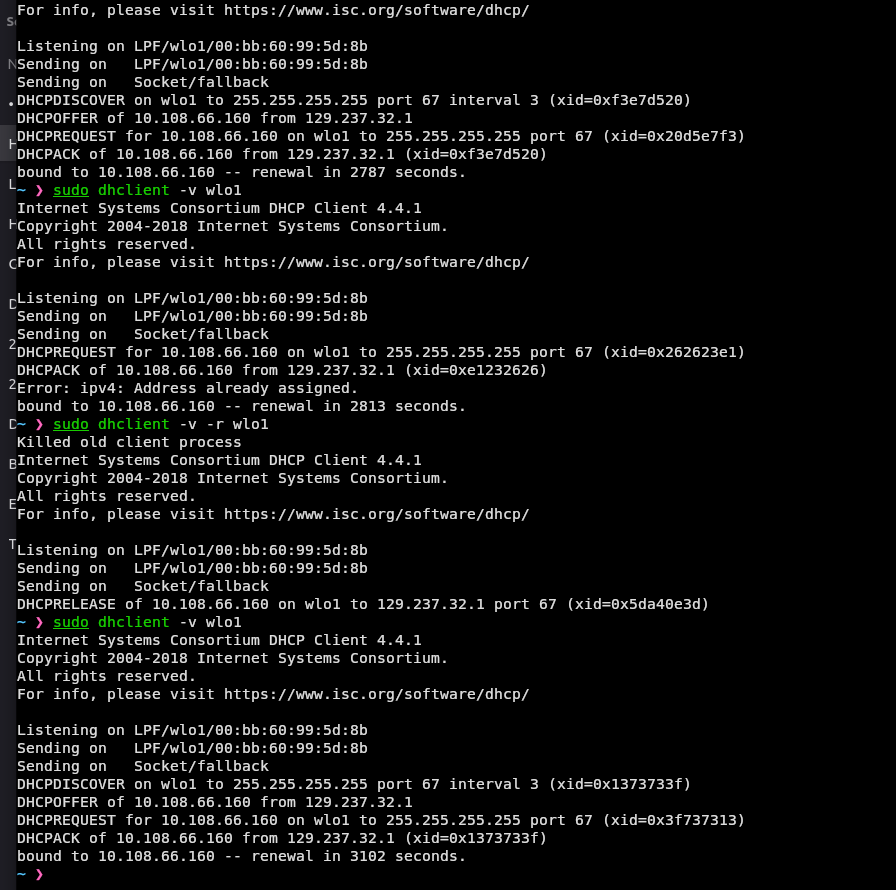 For info, please visit https://www.isc.org/software/dhcp/

Listening on LPF/wlo1/00:bb:60:99:5d:8b
Sending on   LPF/wlo1/00:bb:60:99:5d:8b
Sending on   Socket/fallback
DHCPDISCOVER on wlo1 to 255.255.255.255 port 67 interval 3 (xid=0xf3e7d520)
DHCPOFFER of 10.108.66.160 from 129.237.32.1
DHCPREQUEST for 10.108.66.160 on wlo1 to 255.255.255.255 port 67 (xid=0x20d5e7f3)
DHCPACK of 10.108.66.160 from 129.237.32.1 (xid=0xf3e7d520)
bound to 10.108.66.160 -- renewal in 2787 seconds.
~ ❯ sudo dhclient -v wlo1
Internet Systems Consortium DHCP Client 4.4.1
Copyright 2004-2018 Internet Systems Consortium.
All rights reserved.
For info, please visit https://www.isc.org/software/dhcp/

Listening on LPF/wlo1/00:bb:60:99:5d:8b
Sending on   LPF/wlo1/00:bb:60:99:5d:8b
Sending on   Socket/fallback
DHCPREQUEST for 10.108.66.160 on wlo1 to 255.255.255.255 port 67 (xid=0x262623e1)
DHCPACK of 10.108.66.160 from 129.237.32.1 (xid=0xe1232626)
Error: ipv4: Address already assigned.
bound to 10.108.66.160 -- renewal in 2813 seconds.
~ ❯ sudo dhclient -v -r wlo1
Killed old client process
Internet Systems Consortium DHCP Client 4.4.1
Copyright 2004-2018 Internet Systems Consortium.
All rights reserved.
For info, please visit https://www.isc.org/software/dhcp/

Listening on LPF/wlo1/00:bb:60:99:5d:8b
Sending on   LPF/wlo1/00:bb:60:99:5d:8b
Sending on   Socket/fallback
DHCPRELEASE of 10.108.66.160 on wlo1 to 129.237.32.1 port 67 (xid=0x5da40e3d)
~ ❯ sudo dhclient -v wlo1
Internet Systems Consortium DHCP Client 4.4.1
Copyright 2004-2018 Internet Systems Consortium.
All rights reserved.
For info, please visit https://www.isc.org/software/dhcp/

Listening on LPF/wlo1/00:bb:60:99:5d:8b
Sending on   LPF/wlo1/00:bb:60:99:5d:8b
Sending on   Socket/fallback
DHCPDISCOVER on wlo1 to 255.255.255.255 port 67 interval 3 (xid=0x1373733f)
DHCPOFFER of 10.108.66.160 from 129.237.32.1
DHCPREQUEST for 10.108.66.160 on wlo1 to 255.255.255.255 port 67 (xid=0x3f737313)
DHCPACK of 10.108.66.160 from 129.237.32.1 (xid=0x1373733f)
bound to 10.108.66.160 -- renewal in 3102 seconds.
~ ❯